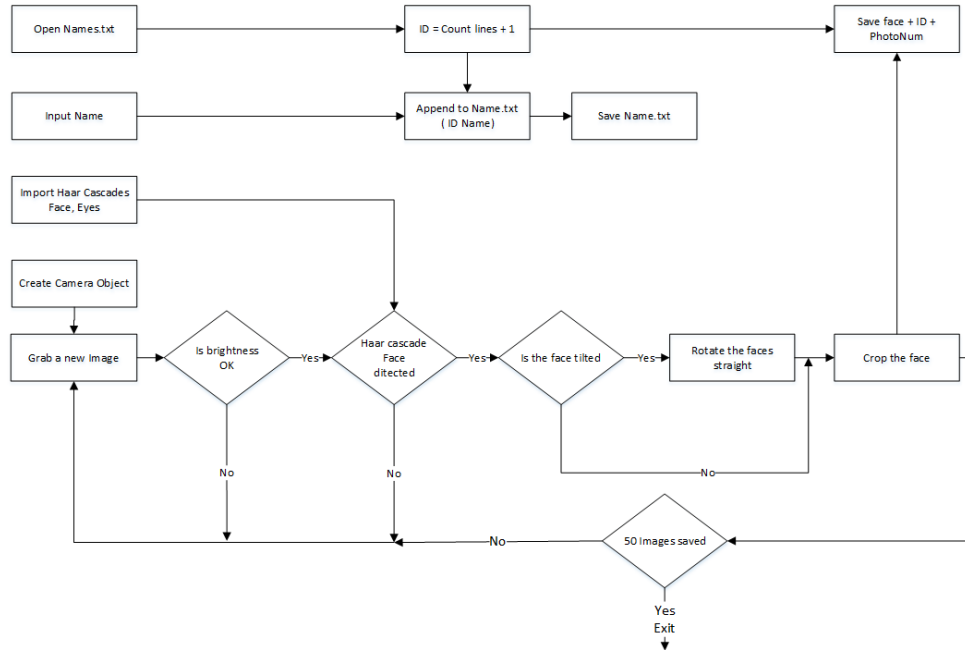 Open Names.txt
ID = Count lines + 1
Save face + ID +
PhotoNum
Input Name
Append to Name.txt
( ID Name)
Save Name.txt
Import Haar Cascades
Face, Eyes
Create Camera Object
Grab a new Image
Is brightness
OK
Yes
Haar cascade
Face
ditected
Yes
Is the face tilted
Yes
Rotate the faces
straight
Crop the face
No
No
No
50 Images saved
No
Yes
Exit